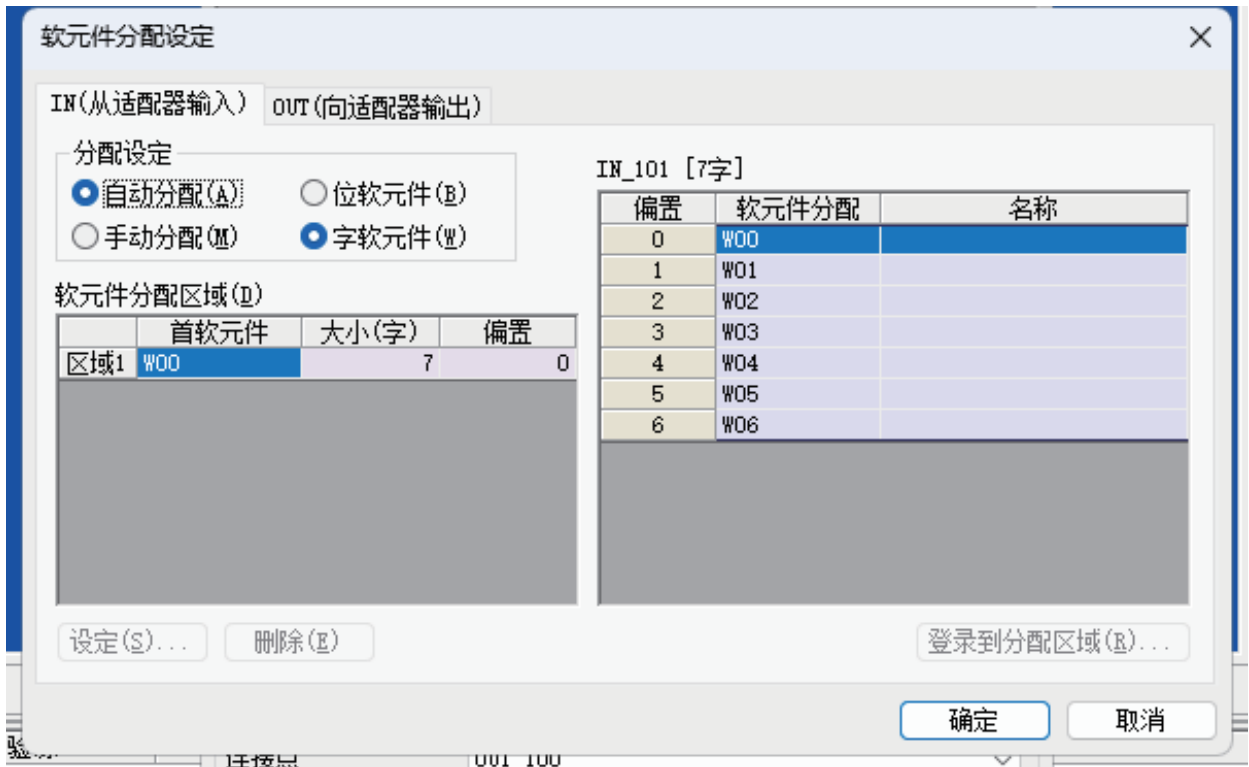 软元件分配设定
IN(从适配器输入) OUT(向适配器输出)
分配设定
自动分配(A) 位软元件(B)
手动分配(M) 字软元件(W)
软元件分配区域(D)
首软元件 大小(字) 偏置
区域1 W00 7 0
IN_101 [7字]
偏置 软元件分配 名称
0 W00
1 W01
2 W02
3 W03
4 W04
5 W05
6 W06
设定(S)... 删除(E)
登录到分配区域(R)...
确定 取消
连接点